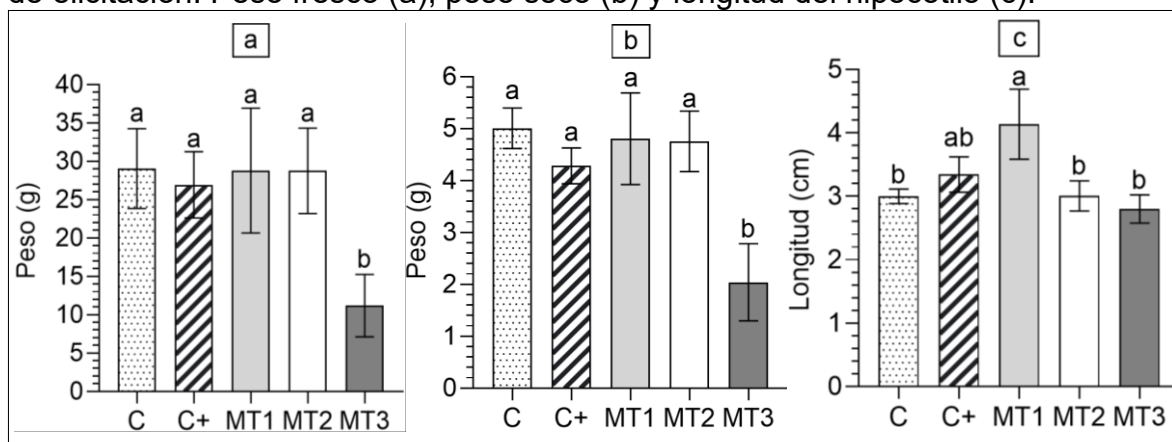 de elicitación. Peso fresco (a), peso seco (b) y longitud del hipocótilo (c).
a
40
35
30
25
20
15
10
5
0
Peso (g)
a
a
a
a
b
C
C+
MT1
MT2
MT3
b
6
5
4
3
2
1
0
Peso (g)
a
a
a
a
b
C
C+
MT1
MT2
MT3
c
5
4
3
2
1
0
Longitud (cm)
b
ab
a
b
b
C
C+
MT1
MT2
MT3